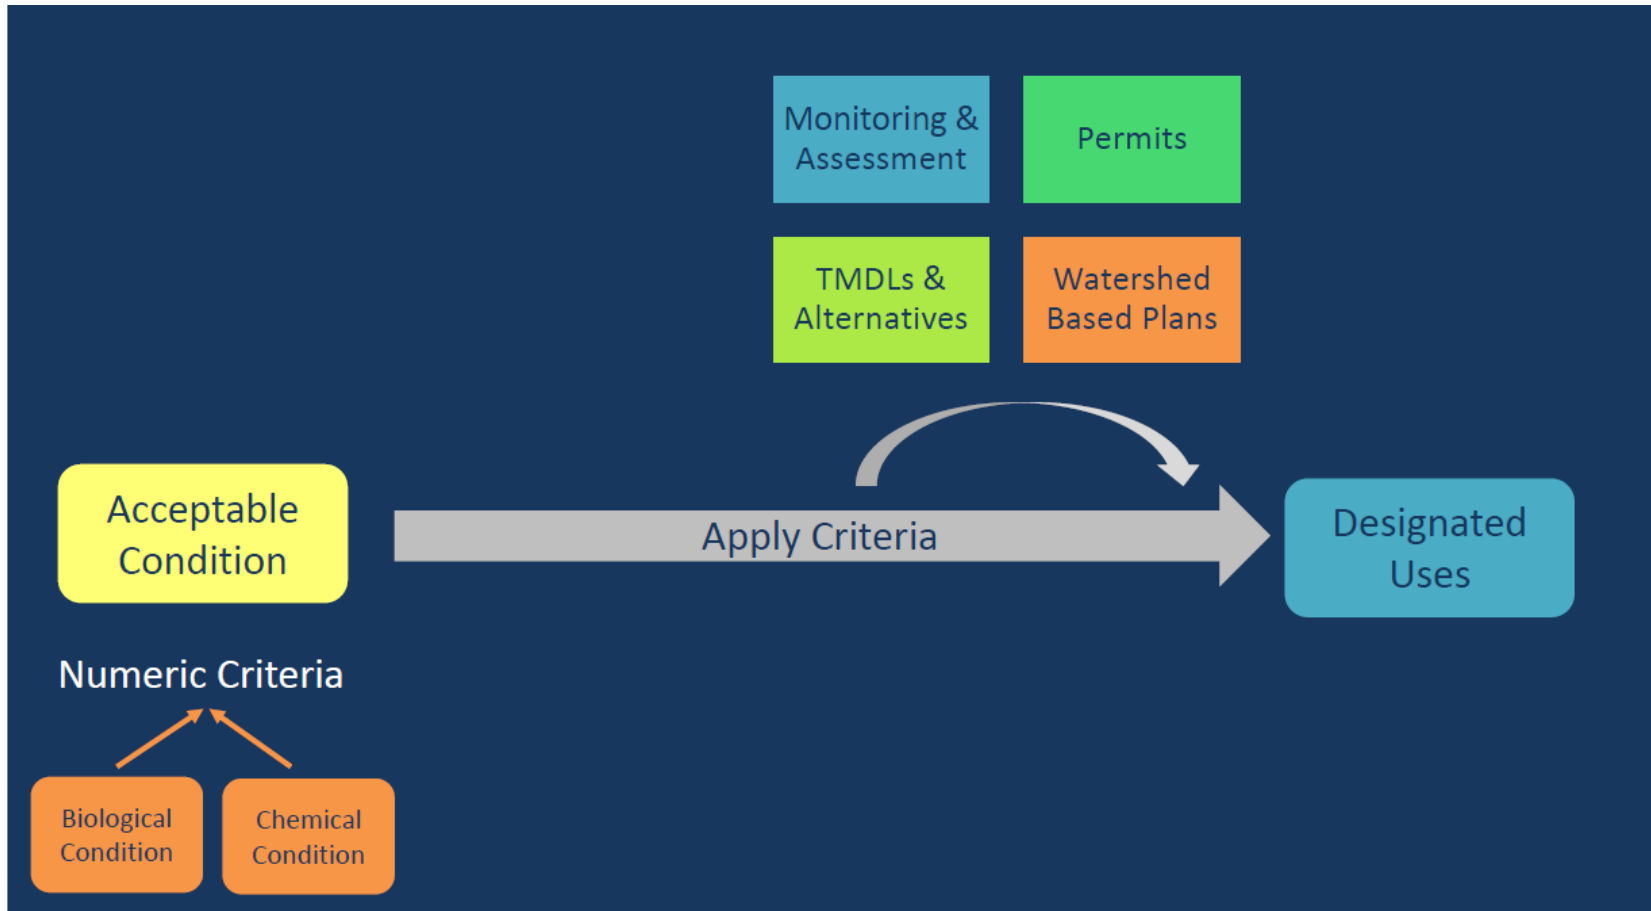 Monitoring &
Assessment
Permits
TMDLs &
Alternatives
Watershed
Based Plans
Acceptable
Condition
Apply Criteria
Designated
Uses
Numeric Criteria
Biological
Condition
Chemical
Condition